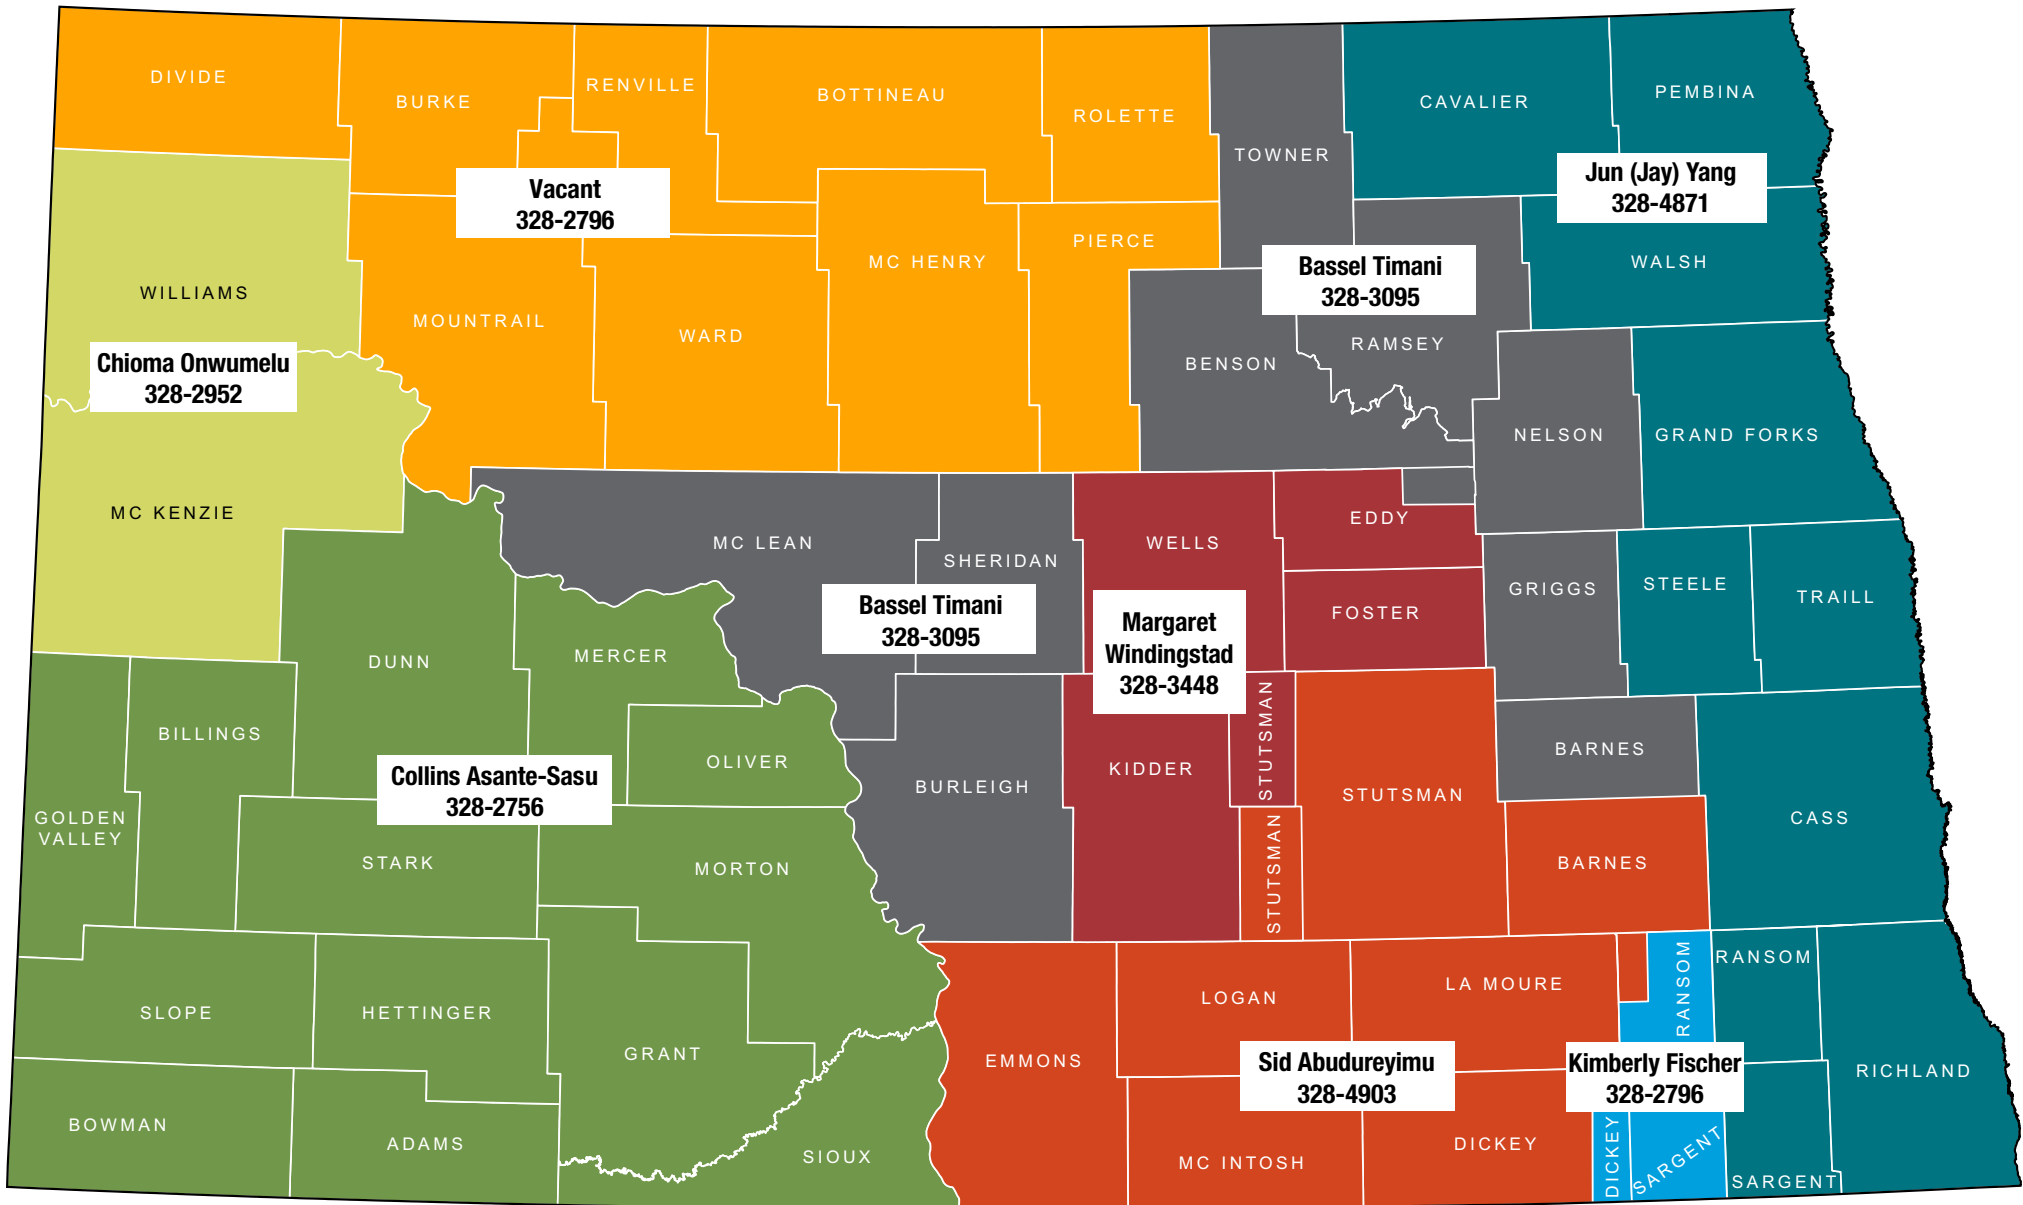 DIVIDE
BURKE
RENVILLE
BOTTINEAU
ROLETTE
TOWNER
CAVALIER
PEMBINA
Vacant
328-2796
Jun (Jay) Yang
328-4871
WILLIAMS
MOUNTRAIL
WARD
MC HENRY
PIERCE
Bassel Timani
328-3095
WALSH
BENSON
RAMSEY
Chioma Onwumelu
328-2952
NELSON
GRAND FORKS
MC KENZIE
MC LEAN
SHERIDAN
WELLS
EDDY
FOSTER
GRIGGS
STEELE
TRAILL
Bassel Timani
328-3095
Margaret
Windingstad
328-3448
DUNN
MERCER
BILLINGS
OLIVER
Collins Asante-Sasu
328-2756
BURLEIGH
KIDDER
STUTSMAN
STUTSMAN
STUTSMAN
BARNES
BARNES
CASS
GOLDEN
VALLEY
STARK
MORTON
SLOPE
HETTINGER
GRANT
EMMONS
LOGAN
LA MOURE
RANSOM
RANSOM
RICHLAND
Sid Abudureyimu
328-4903
Kimberly Fischer
328-2796
BOWMAN
ADAMS
SIOUX
MC INTOSH
DICKEY
DICKEY
SARGENT
SARGENT